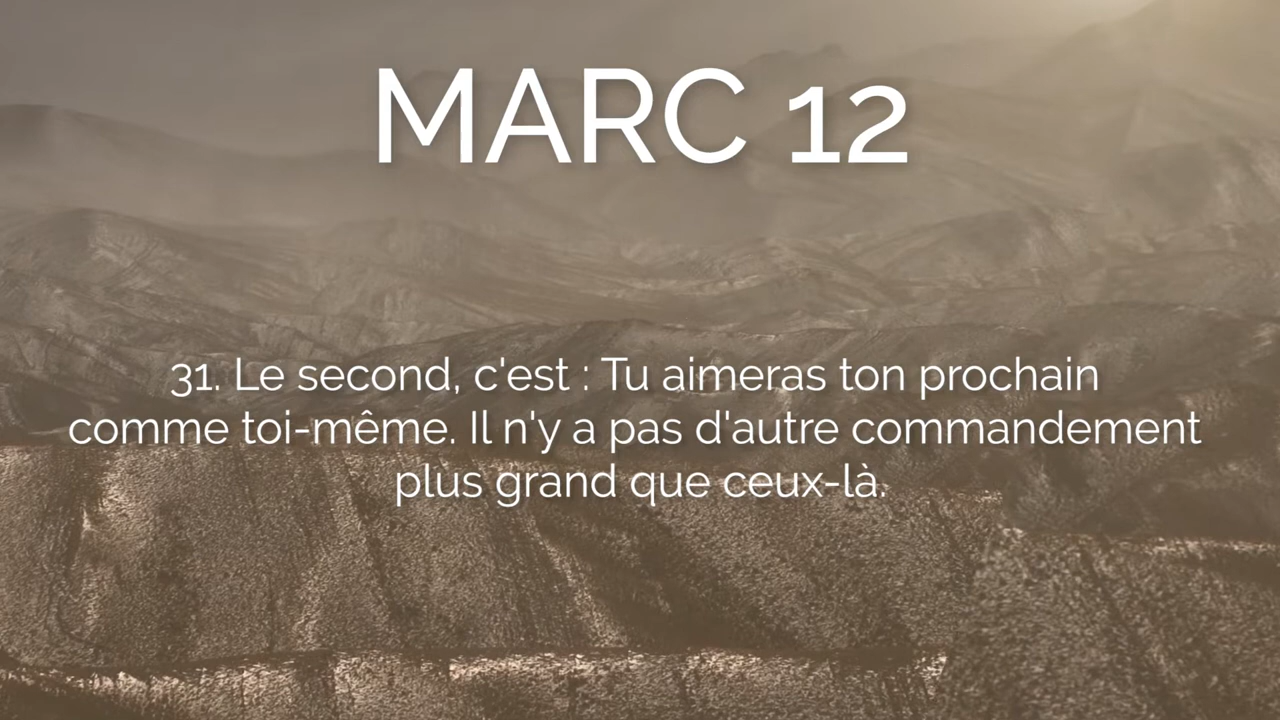 MARC 12
31. Le second, c'est : Tu aimeras ton prochain
comme toi-même. Il n'y a pas d'autre commandement
plus grand que ceux-là.